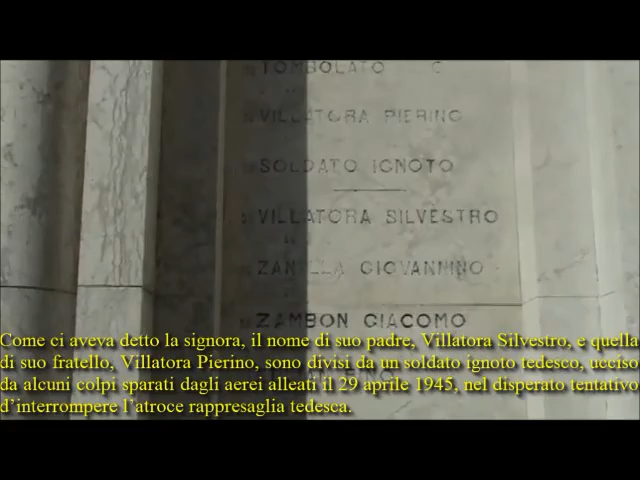 TOMBOLATO C
VILLATORA PIERINO
SOLDATO IGNOTO
VILLATORA SILVESTRO
ZANELLA GIOVANNINO
ZAMBON GIACOMO
Come ci aveva detto la signora, il nome di suo padre, Villatora Silvestro, e quella
di suo fratello, Villatora Pierino, sono divisi da un soldato ignoto tedesco, ucciso
da alcuni colpi sparati dagli aerei alleati il 29 aprile 1945, nel disperato tentativo
d’interrompere l’atroce rappresaglia tedesca.